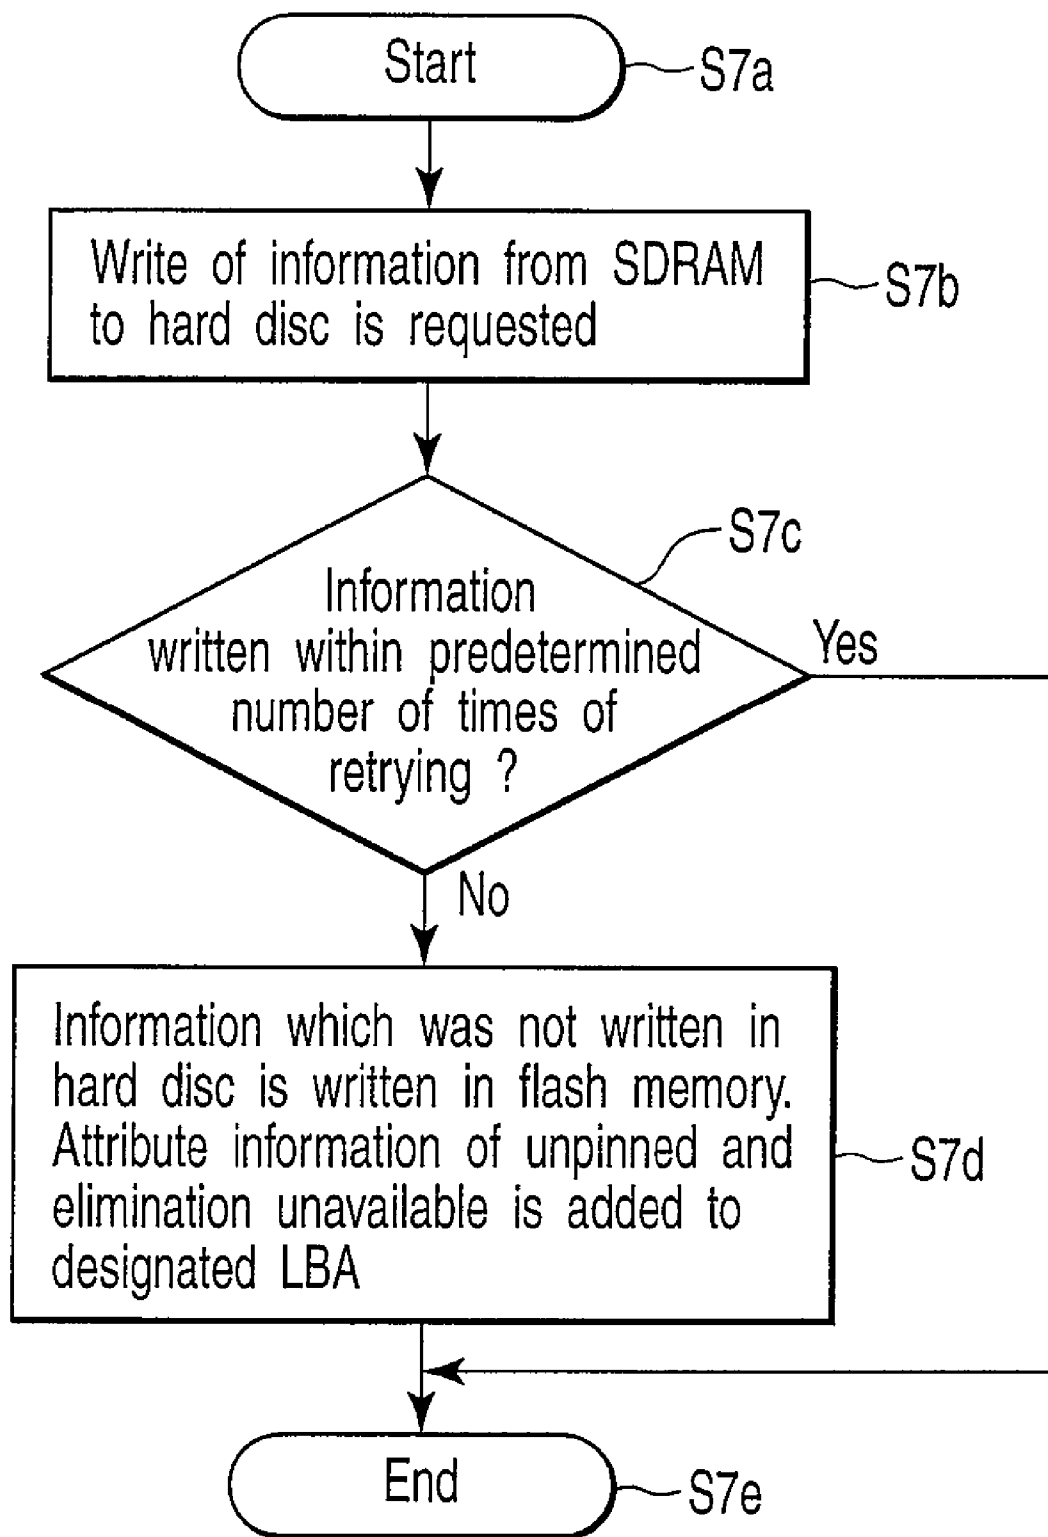 Start
S7a
Write of information from SDRAM
to hard disc is requested
S7b
S7c
Information
written within predetermined
number of times of
retrying ?
Yes
No
Information which was not written in
hard disc is written in flash memory.
Attribute information of unpinned and
elimination unavailable is added to
designated LBA
S7d
End
S7e